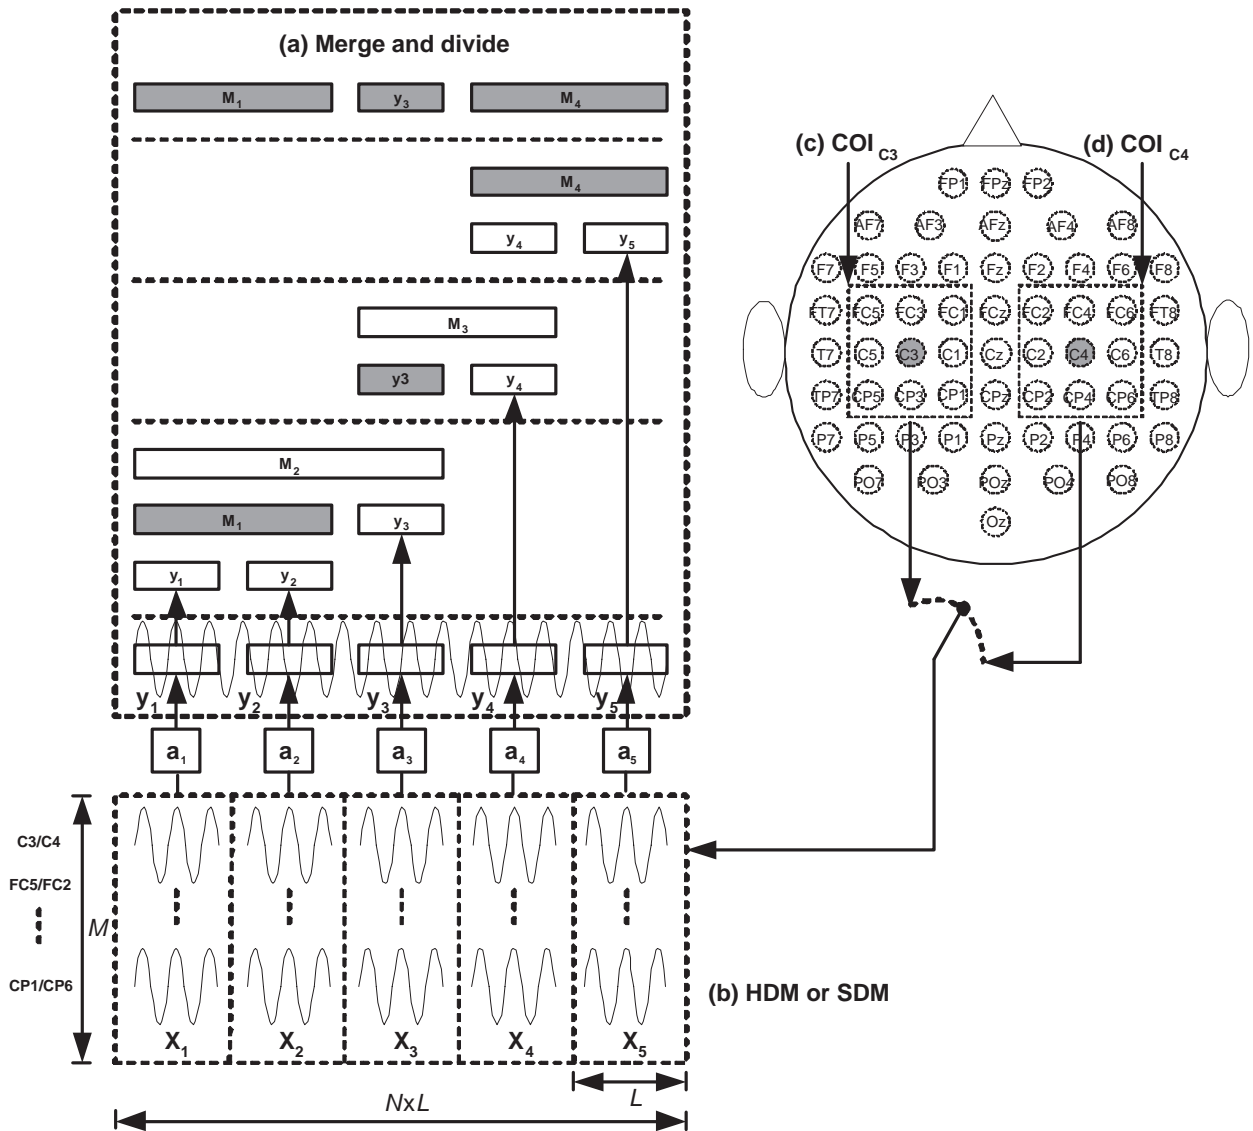 (a) Merge and divide
M1 y3 M4
M4
y4 y5
M3
y3 y4
M2
M1 y3
y1 y2
y1 y2 y3 y4 y5
a1 a2 a3 a4 a5
C3/C4
FC5/FC2
M
CP1/CP6
X1 X2 X3 X4 X5
L
NxL
(b) HDM or SDM
(c) COI C3
(d) COI C4
FP1 FPz FP2
AF7 AF3 AFz AF4 AF8
F7 F5 F3 F1 Fz F2 F4 F6 F8
FT7 FC5 FC3 FC1 FCz FC2 FC4 FC6 FT8
T7 C5 C3 C1 Cz C2 C4 C6 T8
TP7 CP5 CP3 CP1 CPz CP2 CP4 CP6 TP8
P7 P5 P3 P1 Pz P2 P4 P6 P8
PO7 PO3 POz PO4 PO8
Oz